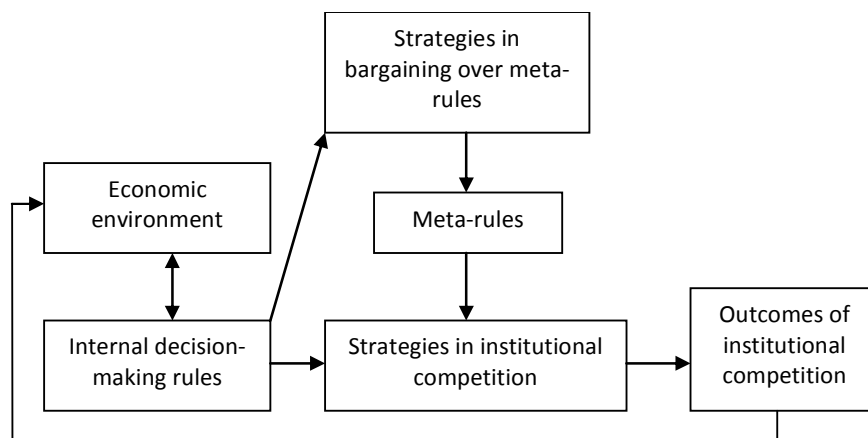 Strategies in
bargaining over meta-
rules
Economic
environment
Meta-rules
Internal decision-
making rules
Strategies in institutional
competition
Outcomes of
institutional
competition